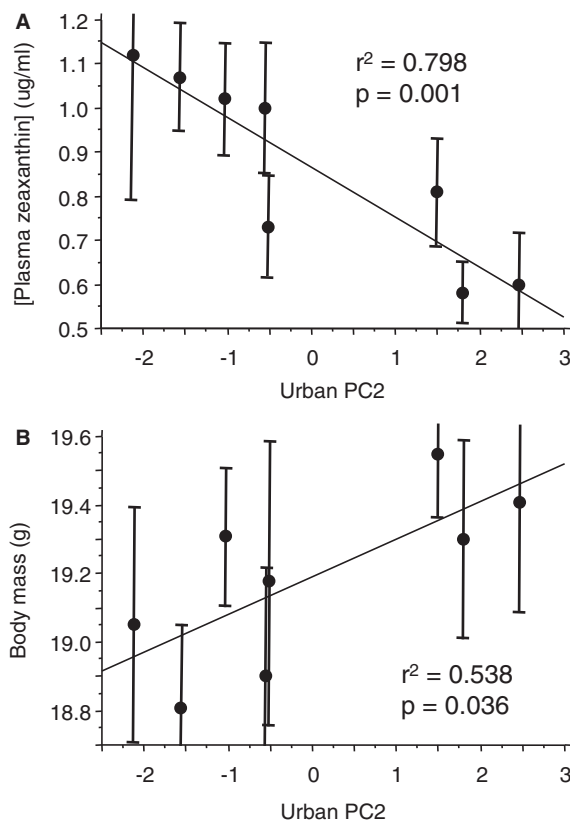 A
[Plasma zeaxanthin] (ug/ml)
1.2
1.1
1.0
0.9
0.8
0.7
0.6
0.5
r² = 0.798
p = 0.001
-2 -1 0 1 2 3
Urban PC2
B
Body mass (g)
19.6
19.4
19.2
19.0
18.8
r² = 0.538
p = 0.036
-2 -1 0 1 2 3
Urban PC2